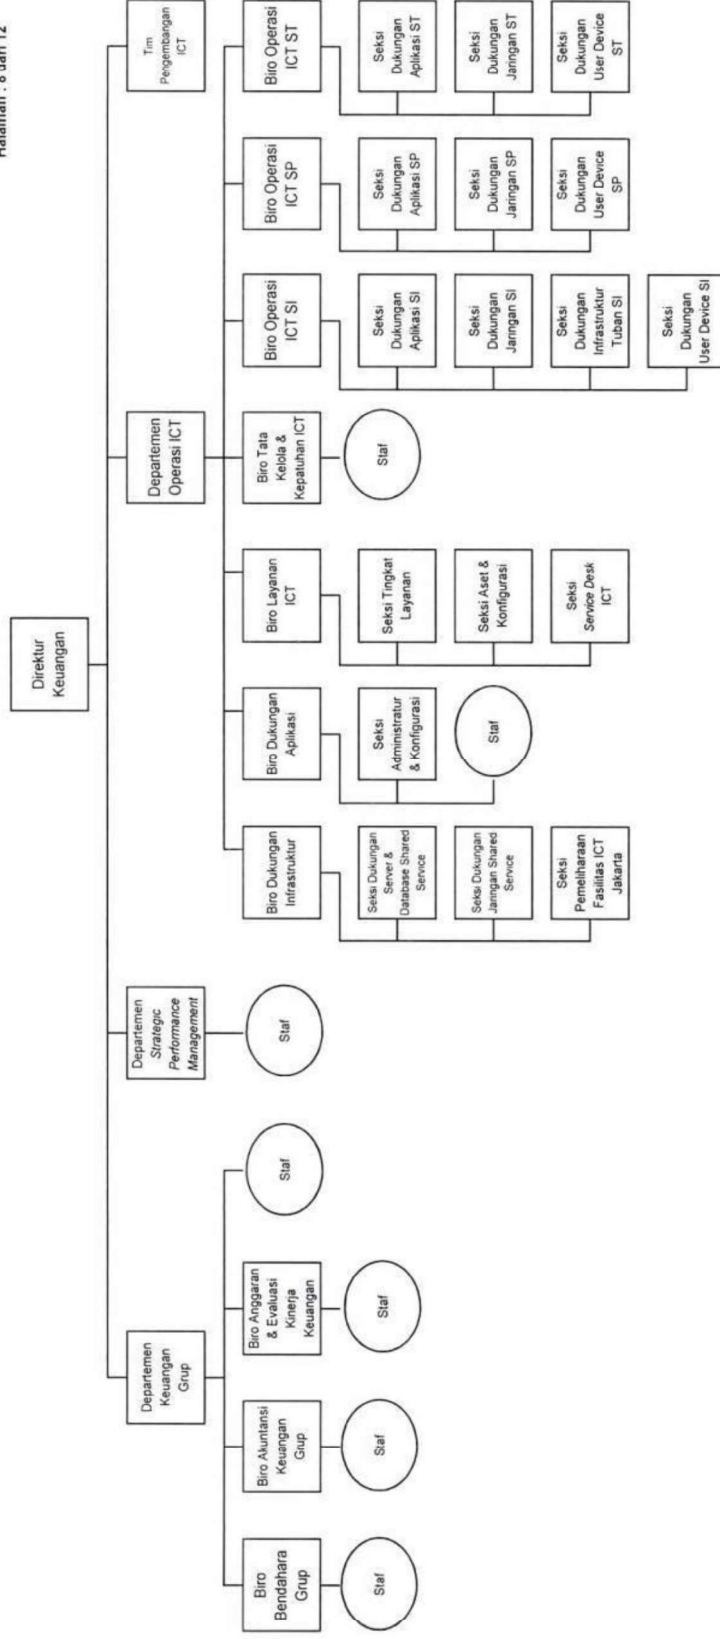 Direktur
Keuangan
Departemen
Keuangan
Grup
Departemen
Strategic
Performance
Management
Departemen
Operasi ICT
Tim
Pengembangan
ICT
Biro
Bendahara
Grup
Biro Akuntansi
Keuangan
Grup
Biro Anggaran
& Evaluasi
Kinerja
Keuangan
Staf
Staf
Biro Dukungan
Infrastruktur
Biro Dukungan
Aplikasi
Biro Layanan
ICT
Biro Tata
Kelola &
Kepatuhan ICT
Biro Operasi
ICT SI
Biro Operasi
ICT SP
Biro Operasi
ICT ST
Staf
Staf
Staf
Seksi Dukungan
Server &
Database Shared
Service
Seksi
Administratur
& Konfigurasi
Seksi Tingkat
Layanan
Staf
Seksi
Dukungan
Aplikasi SI
Seksi
Dukungan
Aplikasi SP
Seksi
Dukungan
Aplikasi ST
Seksi Dukungan
Jaringan Shared
Service
Staf
Seksi Aset &
Konfigurasi
Seksi
Dukungan
Jaringan SI
Seksi
Dukungan
Jaringan SP
Seksi
Dukungan
Jaringan ST
Seksi
Pemeliharaan
Fasilitas ICT
Jakarta
Seksi
Service Desk
ICT
Seksi
Dukungan
Infrastruktur
Tuban SI
Seksi
Dukungan
User Device
SP
Seksi
Dukungan
User Device
ST
Seksi
Dukungan
User Device SI